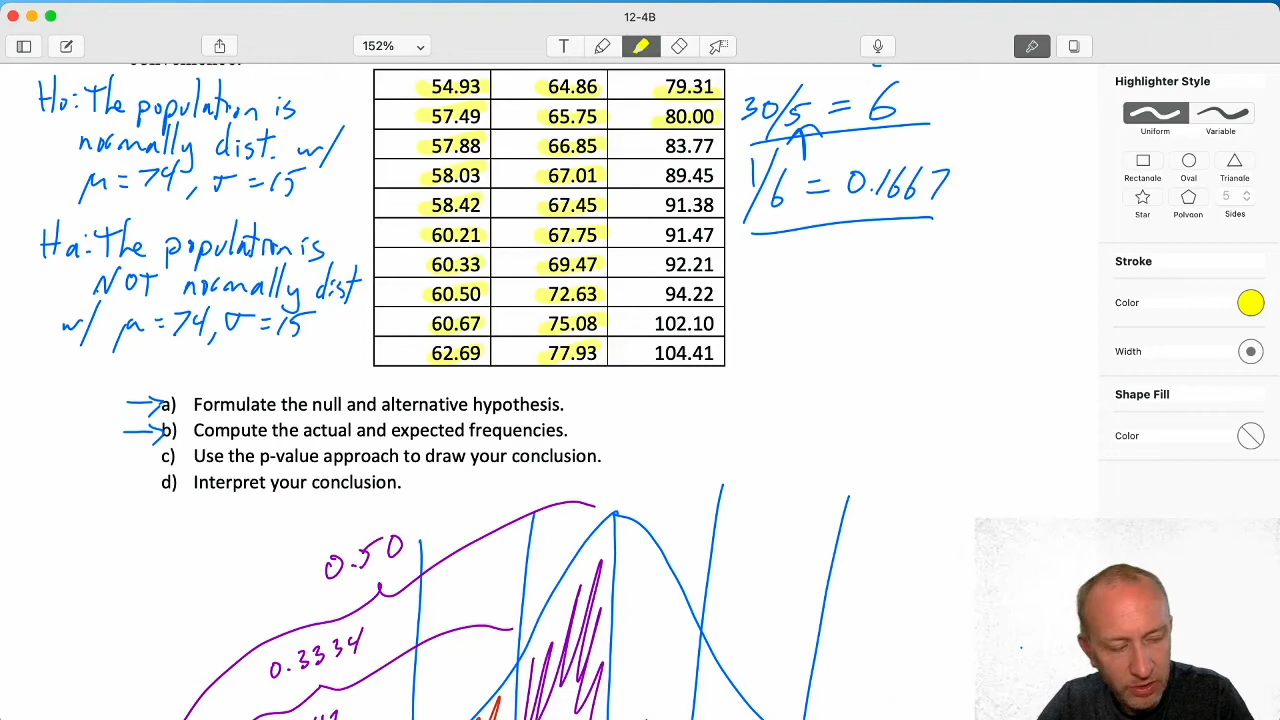 12-4B
152%
T
Ho: The population is
normally dist. w/
μ = 74, σ = 15
Ha: The population is
NOT normally dist
w/ μ = 74, σ = 15
54.93 64.86 79.31
57.49 65.75 80.00
57.88 66.85 83.77
58.03 67.01 89.45
58.42 67.45 91.38
60.21 67.75 91.47
60.33 69.47 92.21
60.50 72.63 94.22
60.67 75.08 102.10
62.69 77.93 104.41
30/5 = 6
1/6 = 0.1667
a) Formulate the null and alternative hypothesis.
b) Compute the actual and expected frequencies.
c) Use the p-value approach to draw your conclusion.
d) Interpret your conclusion.
0.50
0.3334
Highlighter Style
Uniform Variable
Rectangle Oval Triangle
5
Star Polygon Sides
Stroke
Color
Width
Shape Fill
Color